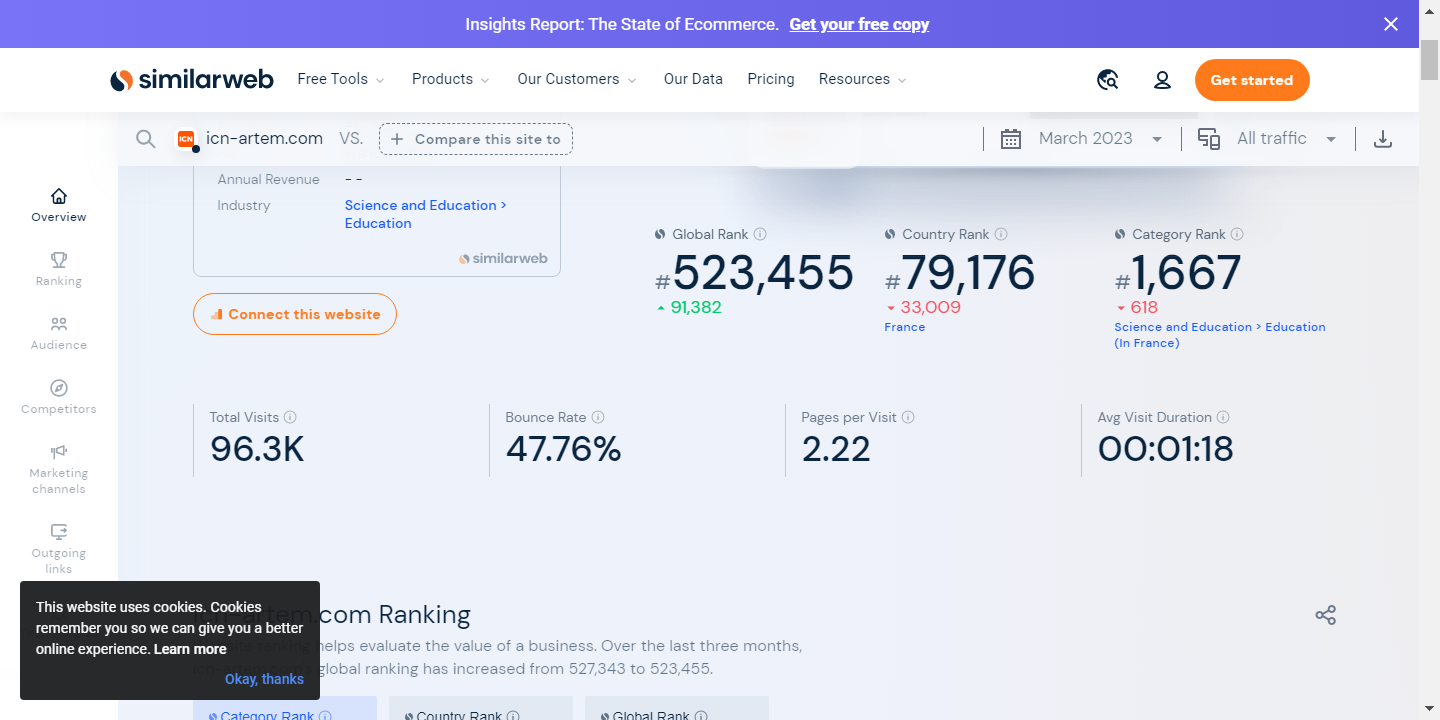 Insights Report: The State of Ecommerce. Get your free copy
similarweb
Free Tools
Products
Our Customers
Our Data
Pricing
Resources
Get started
ICN
icn-artem.com
VS.
+ Compare this site to
March 2023
All traffic
Overview
Ranking
Audience
Competitors
Marketing
channels
Outgoing
links
Annual Revenue - -
Industry Science and Education >
Education
similarweb
Connect this website
Global Rank
#523,455
91,382
Country Rank
#79,176
33,009
France
Category Rank
#1,667
618
Science and Education > Education
(In France)
Total Visits
96.3K
Bounce Rate
47.76%
Pages per Visit
2.22
Avg Visit Duration
00:01:18
icn-artem.com Ranking
helps evaluate the value of a business. Over the last three months,
global ranking has increased from 527,343 to 523,455.
This website uses cookies. Cookies
remember you so we can give you a better
online experience. Learn more
Okay, thanks
Category Rank
Country Rank
Global Rank